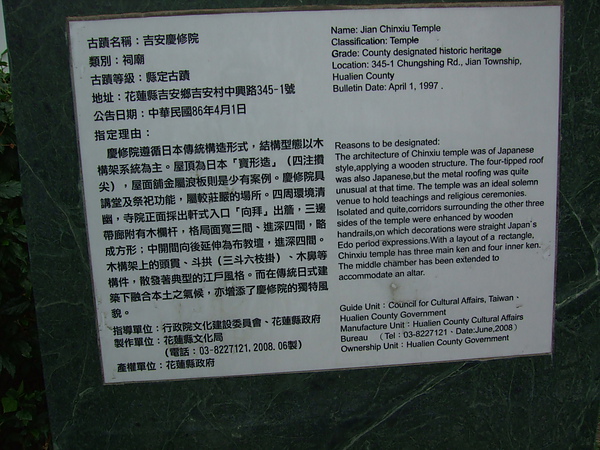 古蹟名稱：吉安慶修院
類別：祠廟
古蹟等級：縣定古蹟
地址：花蓮縣吉安鄉吉安村中興路345-1號
公告日期：中華民國86年4月1日
指定理由：
慶修院遵循日本傳統構造形式，結構型態以木
構架系統為主。屋頂為日本「寶形造」（四注攢
尖），屋面舖金屬浪板則是少有案例。慶修院具
講堂及祭祀功能，屬較莊嚴的場所。四周環境清
幽，寺院正面採出軒式入口「向拜」出簷，三邊
帶廊附有木欄杆，格局面寬三間、進深四間，略
成方形：中開間向後延伸為布教壇，進深四間。
木構架上的頭貫、斗拱（三斗六枝掛）、木鼻等
構件，散發著典型的江戶風格。而在傳統日式建
築下融合本土之氣候，亦增添了慶修院的獨特風
貌。
指導單位：行政院文化建設委員會、花蓮縣政府
製作單位：花蓮縣文化局
(電話：03-8227121, 2008.06製)
產權單位：花蓮縣政府
Name: Jian Chinxiu Temple
Classification: Temple
Grade: County designated historic heritage
Location: 345-1 Chungshing Rd., Jian Township,
Hualien County
Bulletin Date: April 1, 1997 .
Reasons to be designated:
The architecture of Chinxiu temple was of Japanese
style,applying a wooden structure. The four-tipped roof
was also Japanese,but the metal roofing was quite
unusual at that time. The temple was an ideal solemn
venue to hold teachings and religious ceremonies.
Isolated and quite,corridors surrounding the other three
sides of the temple were enhanced by wooden
handrails,on which decorations were straight Japan's
Edo period expressions.With a layout of a rectangle,
Chinxiu temple has three main ken and four inner ken.
The middle chamber has been extended to
accommodate an altar.
Guide Unit：Council for Cultural Affairs, Taiwan、
Hualien County Government
Manufacture Unit：Hualien County Cultural Affairs
Bureau （Tel：03-8227121、Date:June,2008）
Ownership Unit：Hualien County Government